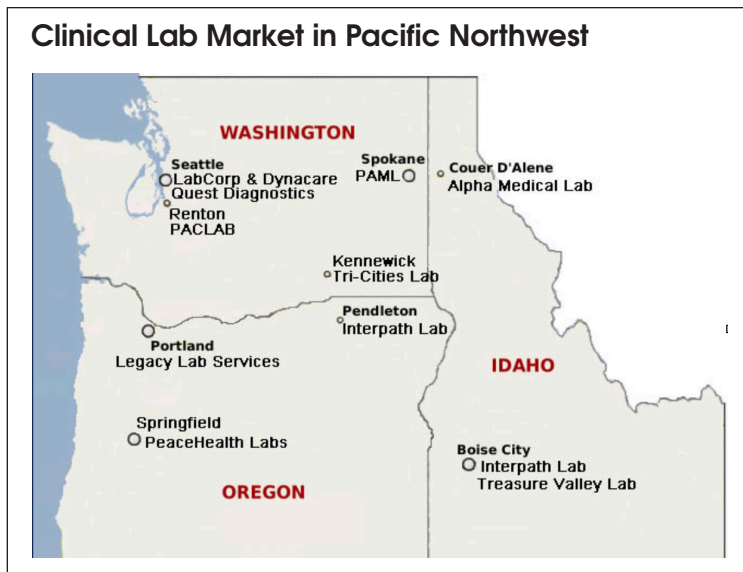 Clinical Lab Market in Pacific Northwest
WASHINGTON
Seattle
LabCorp & Dynacare
Quest Diagnostics
Renton
PACLAB
Spokane
PAML
Couer D'Alene
Alpha Medical Lab
Kennewick
Tri-Cities Lab
Pendleton
Interpath Lab
Portland
Legacy Lab Services
IDAHO
Springfield
PeaceHealth Labs
Boise City
Interpath Lab
Treasure Valley Lab
OREGON